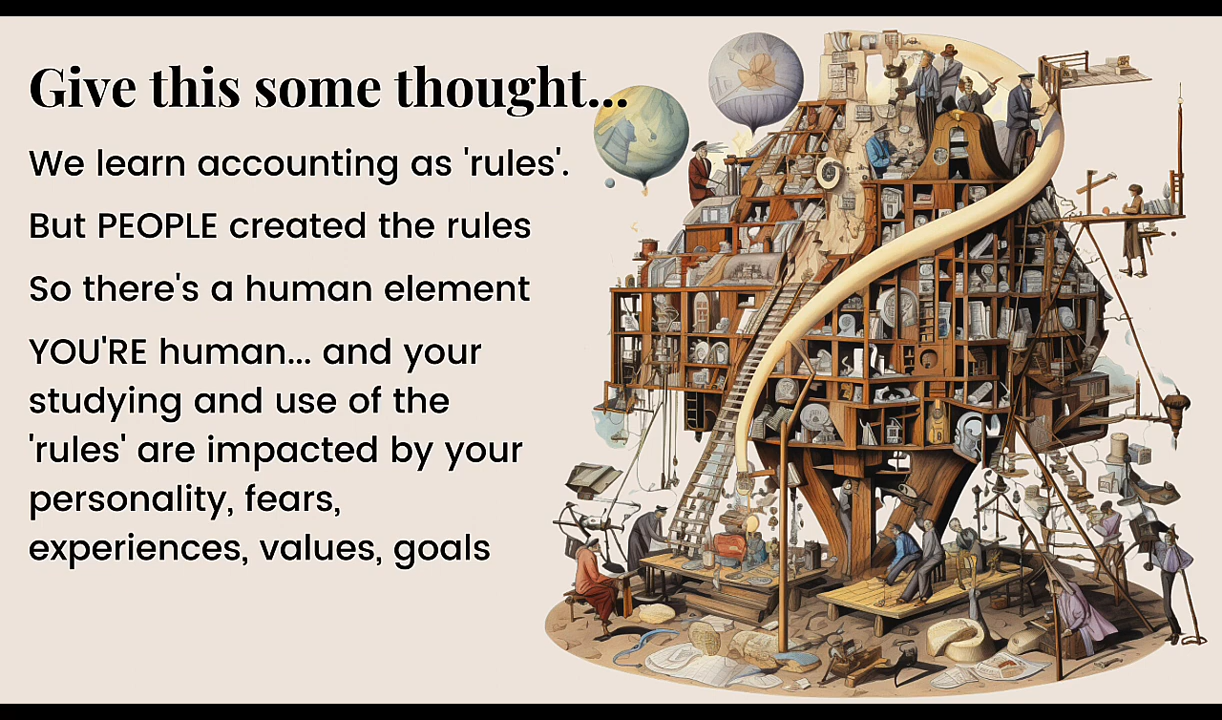 Give this some thought...
We learn accounting as 'rules'.
But PEOPLE created the rules
So there's a human element
YOU'RE human... and your
studying and use of the
'rules' are impacted by your
personality, fears,
experiences, values, goals